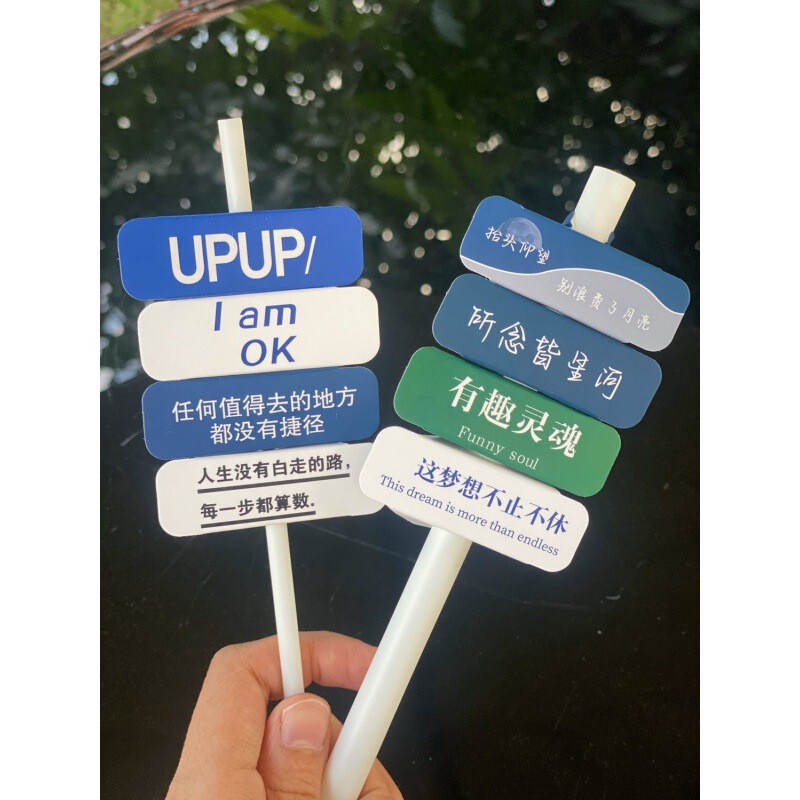 UPUP/
I am
OK
任何值得去的地方
都没有捷径
人生没有白走的路，
每一步都算数.
抬头仰望
别浪费了月亮
所念皆星河
有趣灵魂
Funny soul
这梦想不止不休
This dream is more than endless